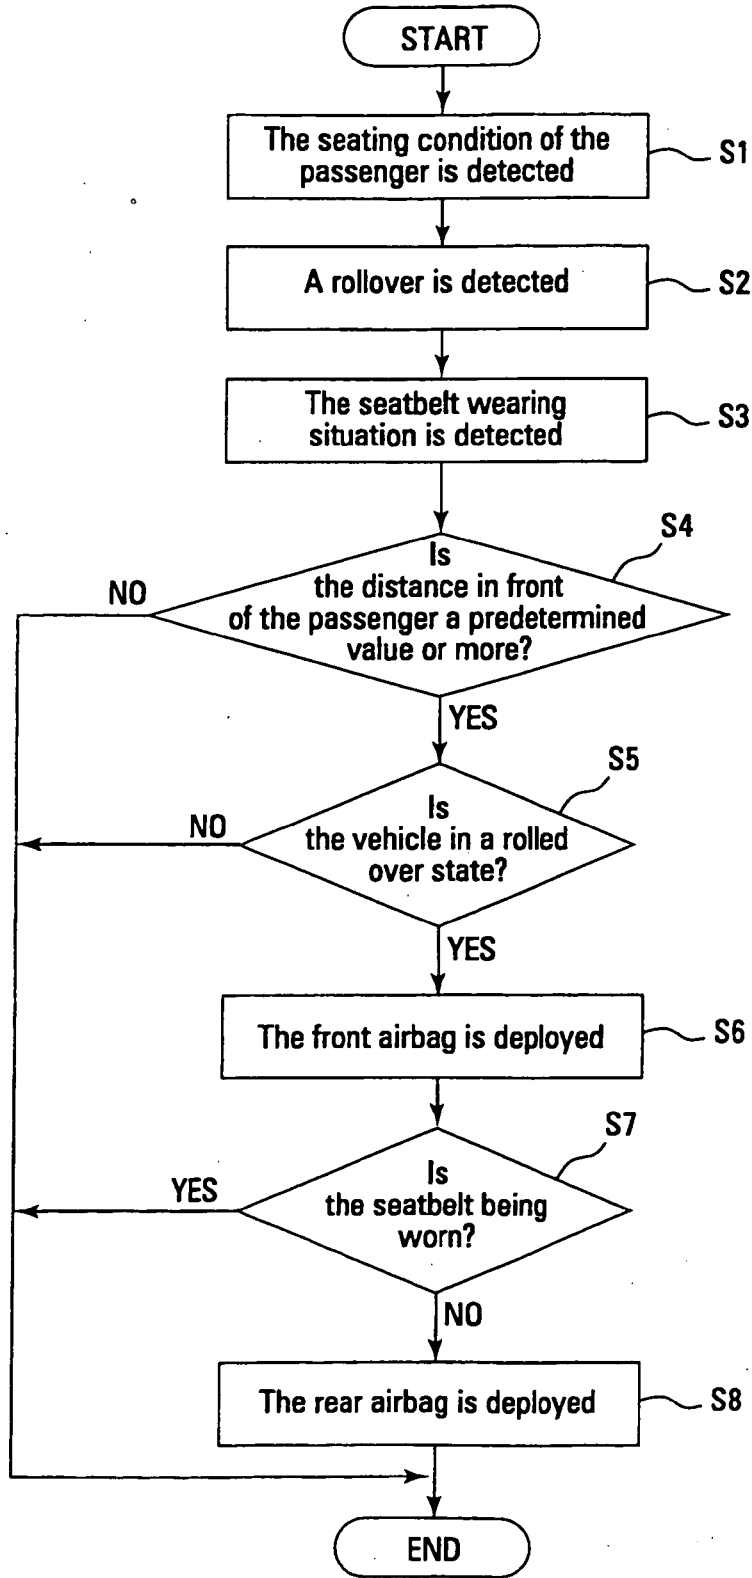 START
The seating condition of the
passenger is detected
S1
A rollover is detected
S2
The seatbelt wearing
situation is detected
S3
S4
Is
the distance in front
of the passenger a predetermined
value or more?
NO
YES
S5
Is
the vehicle in a rolled
over state?
NO
YES
The front airbag is deployed
S6
S7
Is
the seatbelt being
worn?
YES
NO
The rear airbag is deployed
S8
END